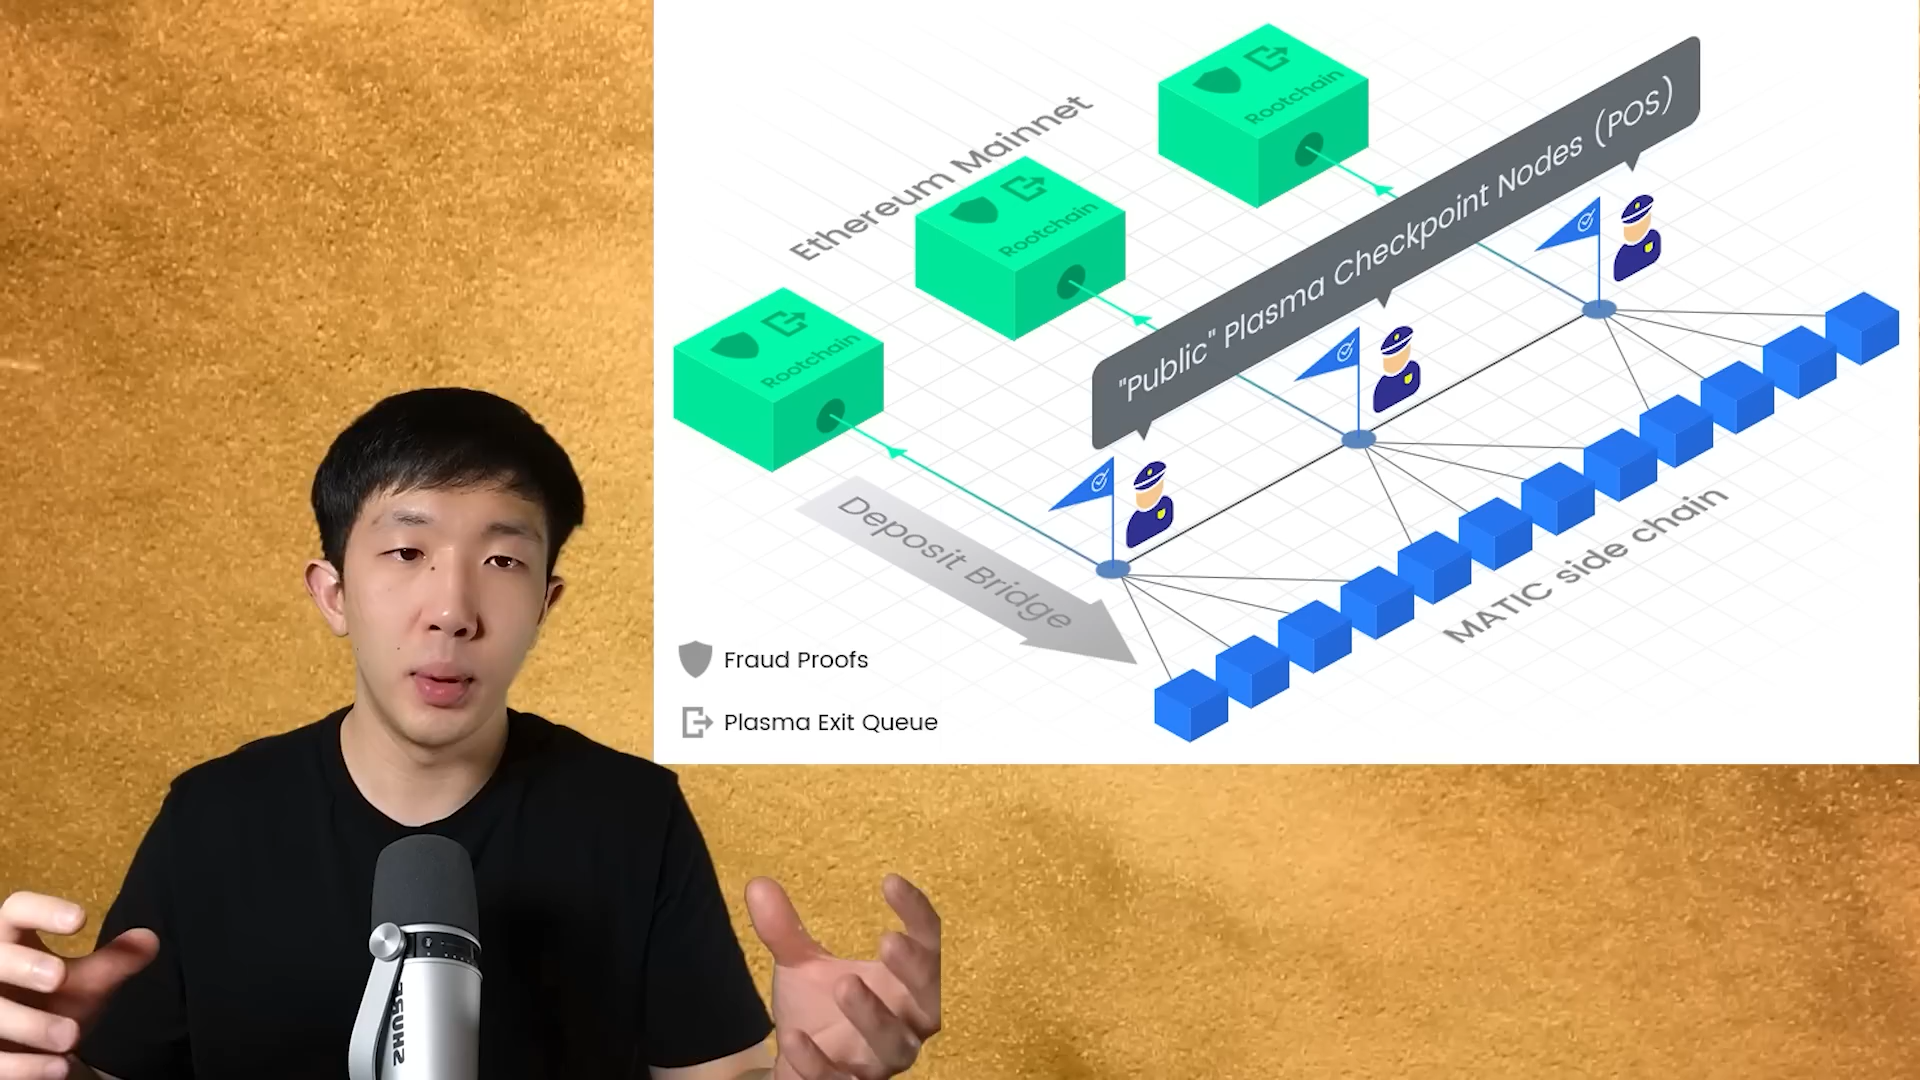 Ethereum Mainnet
Rootchain
Rootchain
Rootchain
"Public" Plasma Checkpoint Nodes (POS)
Deposit Bridge
MATIC side chain
Fraud Proofs
Plasma Exit Queue
SHURE